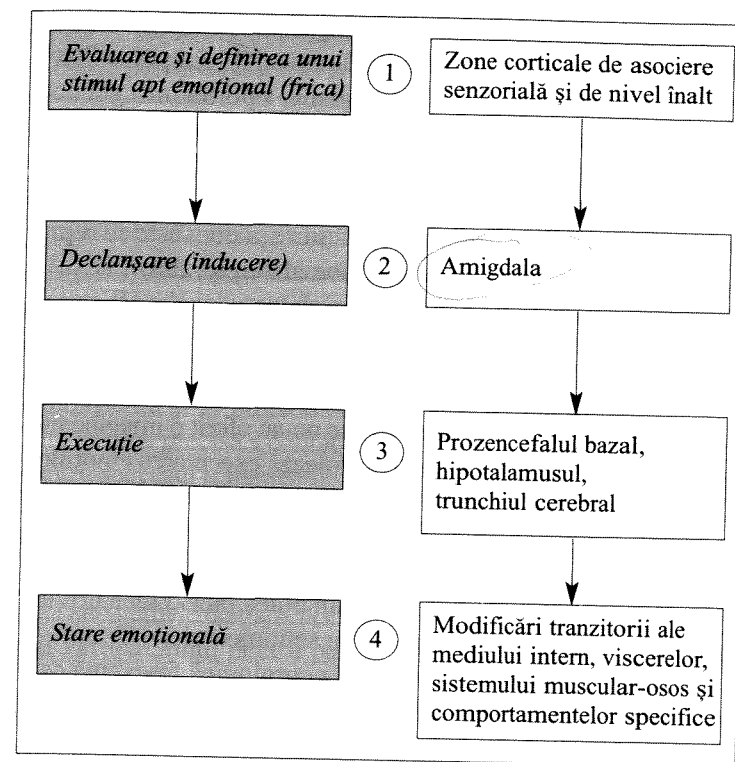 Evaluarea și definirea unui
stimul apt emoțional (frica)
1
Zone corticale de asociere
senzorială și de nivel înalt
Declanșare (inducere)
2
Amigdala
Execuție
3
Prozencefalul bazal,
hipotalamusul,
trunchiul cerebral
Stare emoțională
4
Modificări tranzitorii ale
mediului intern, viscerelor,
sistemului muscular-osos și
comportamentelor specifice